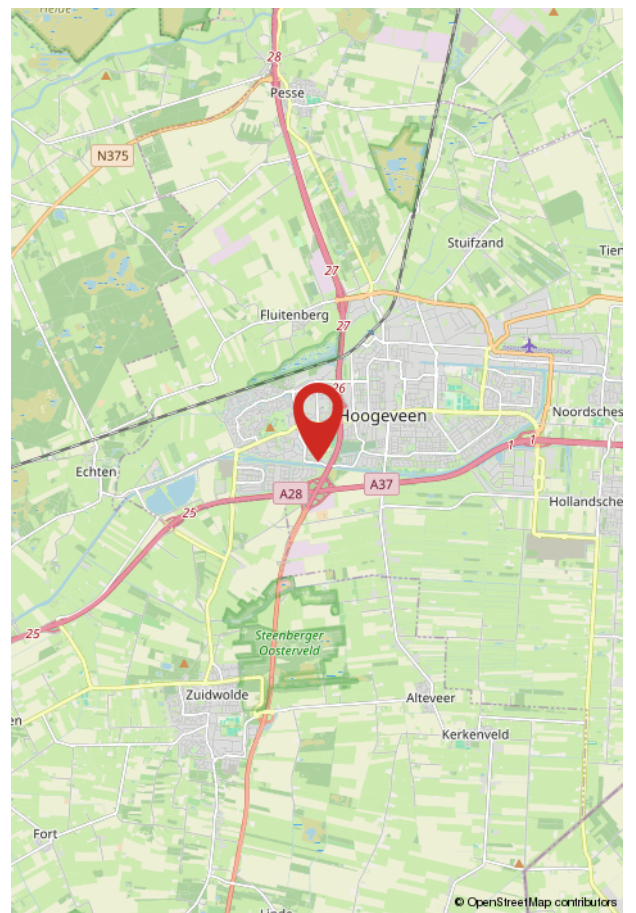 Heide
28
Pesse
N375
Stuifzand
Tien
27
Fluitenberg
27
26
Hoogeveen
Noordsches
1
1
Echten
A28
A37
25
Hollandsche
25
Steenberger
Oosterveld
Zuidwolde
Alteveer
en
Kerkenveld
Fort
Linde
© OpenStreetMap contributors